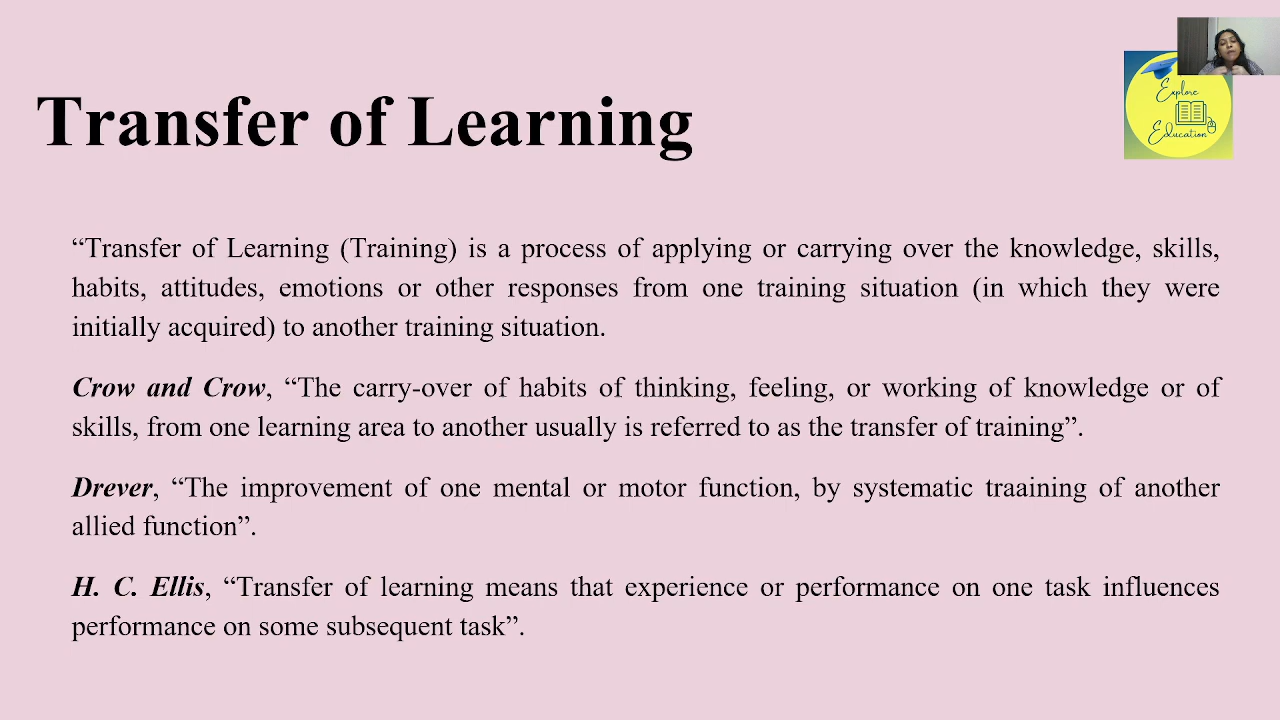 Transfer of Learning
Explore
Education
“Transfer of Learning (Training) is a process of applying or carrying over the knowledge, skills,
habits, attitudes, emotions or other responses from one training situation (in which they were
initially acquired) to another training situation.
Crow and Crow, “The carry-over of habits of thinking, feeling, or working of knowledge or of
skills, from one learning area to another usually is referred to as the transfer of training”.
Drever, “The improvement of one mental or motor function, by systematic traaining of another
allied function”.
H. C. Ellis, “Transfer of learning means that experience or performance on one task influences
performance on some subsequent task”.